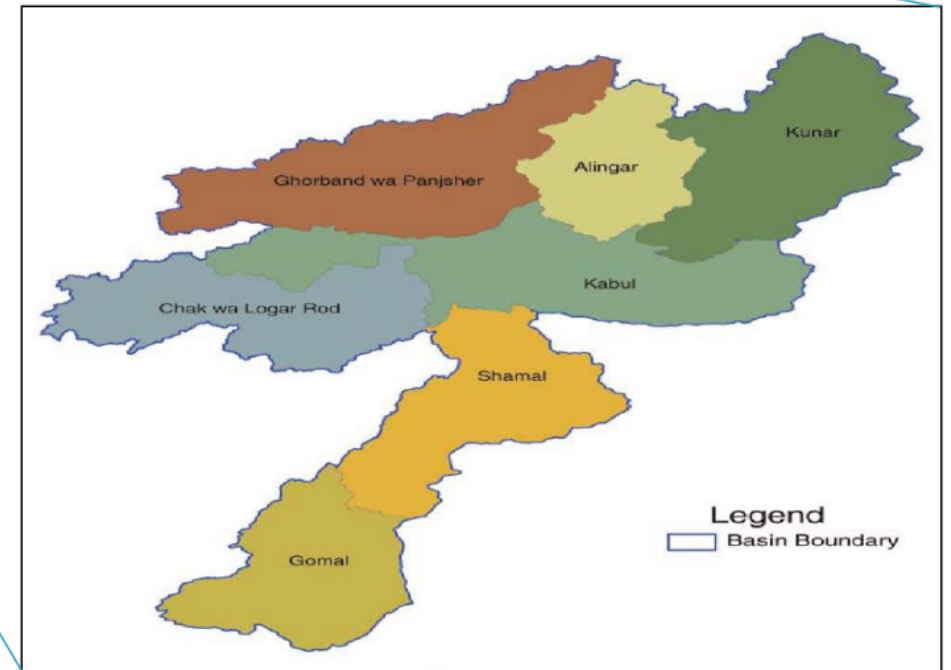 Kunar
Alingar
Ghorband wa Panjsher
Kabul
Chak wa Logar Rod
Shamal
Gomal
Legend
Basin Boundary